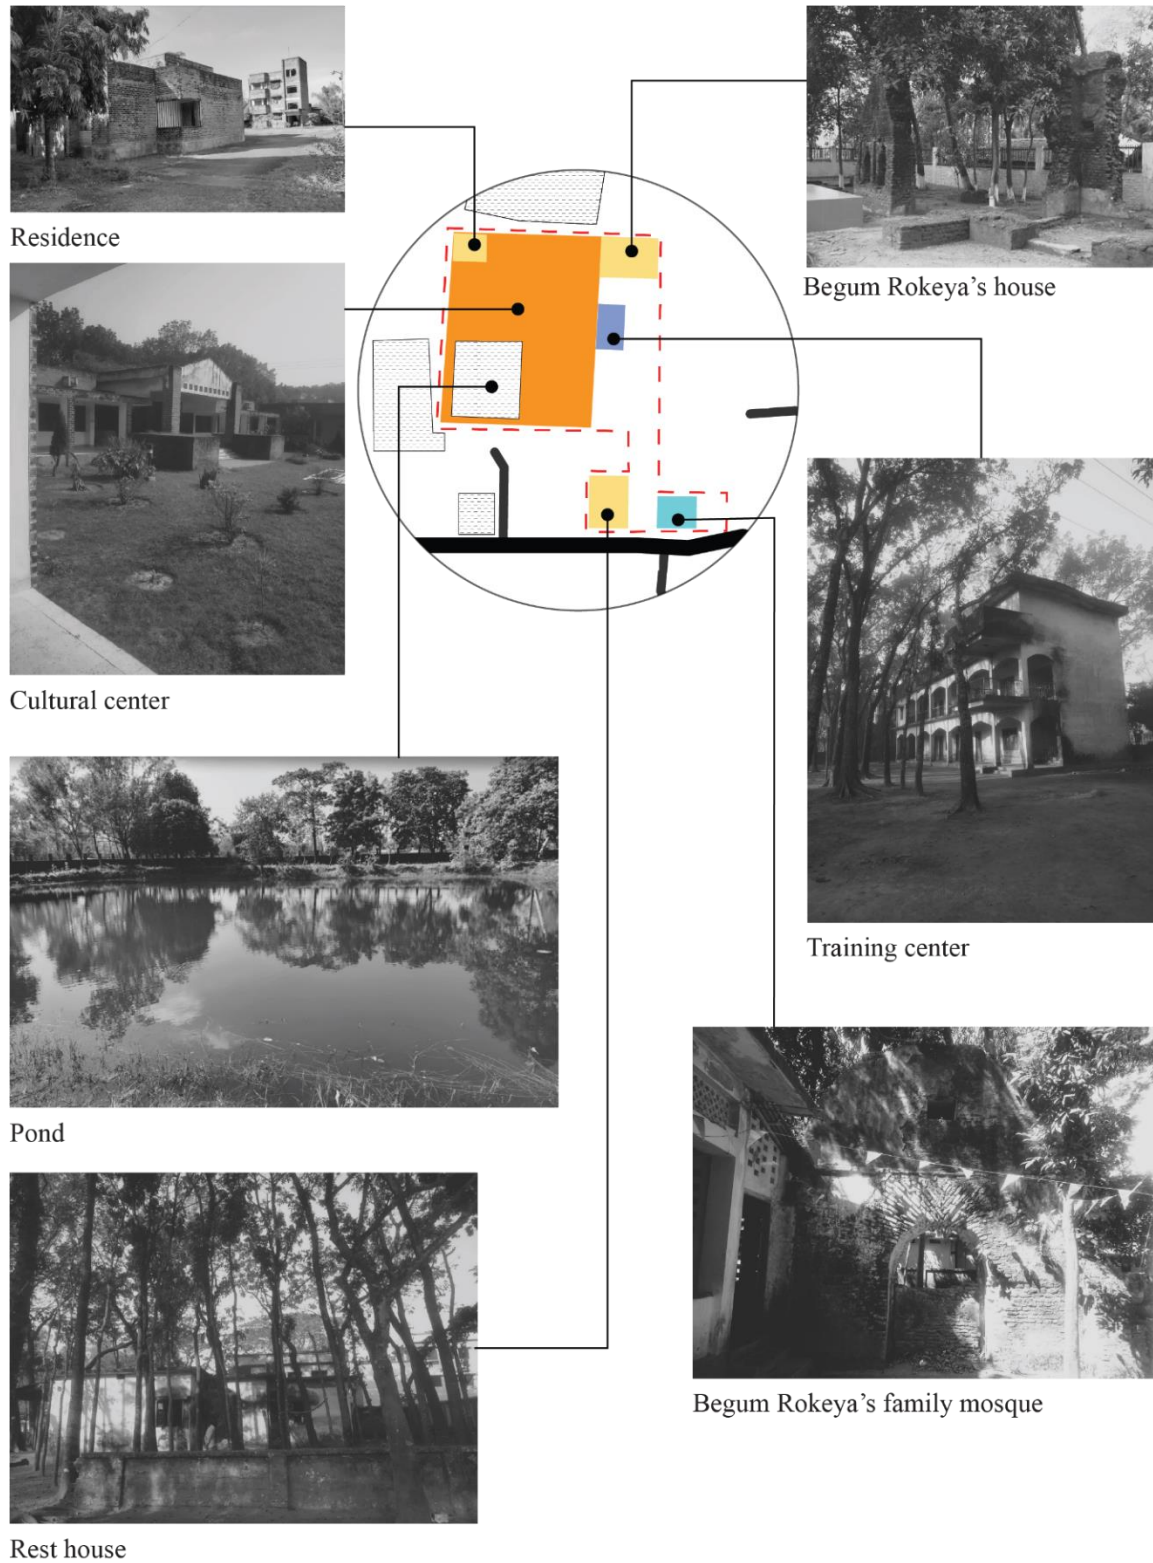 Residence
Begum Rokeya’s house
Cultural center
Training center
Pond
Begum Rokeya’s family mosque
Rest house